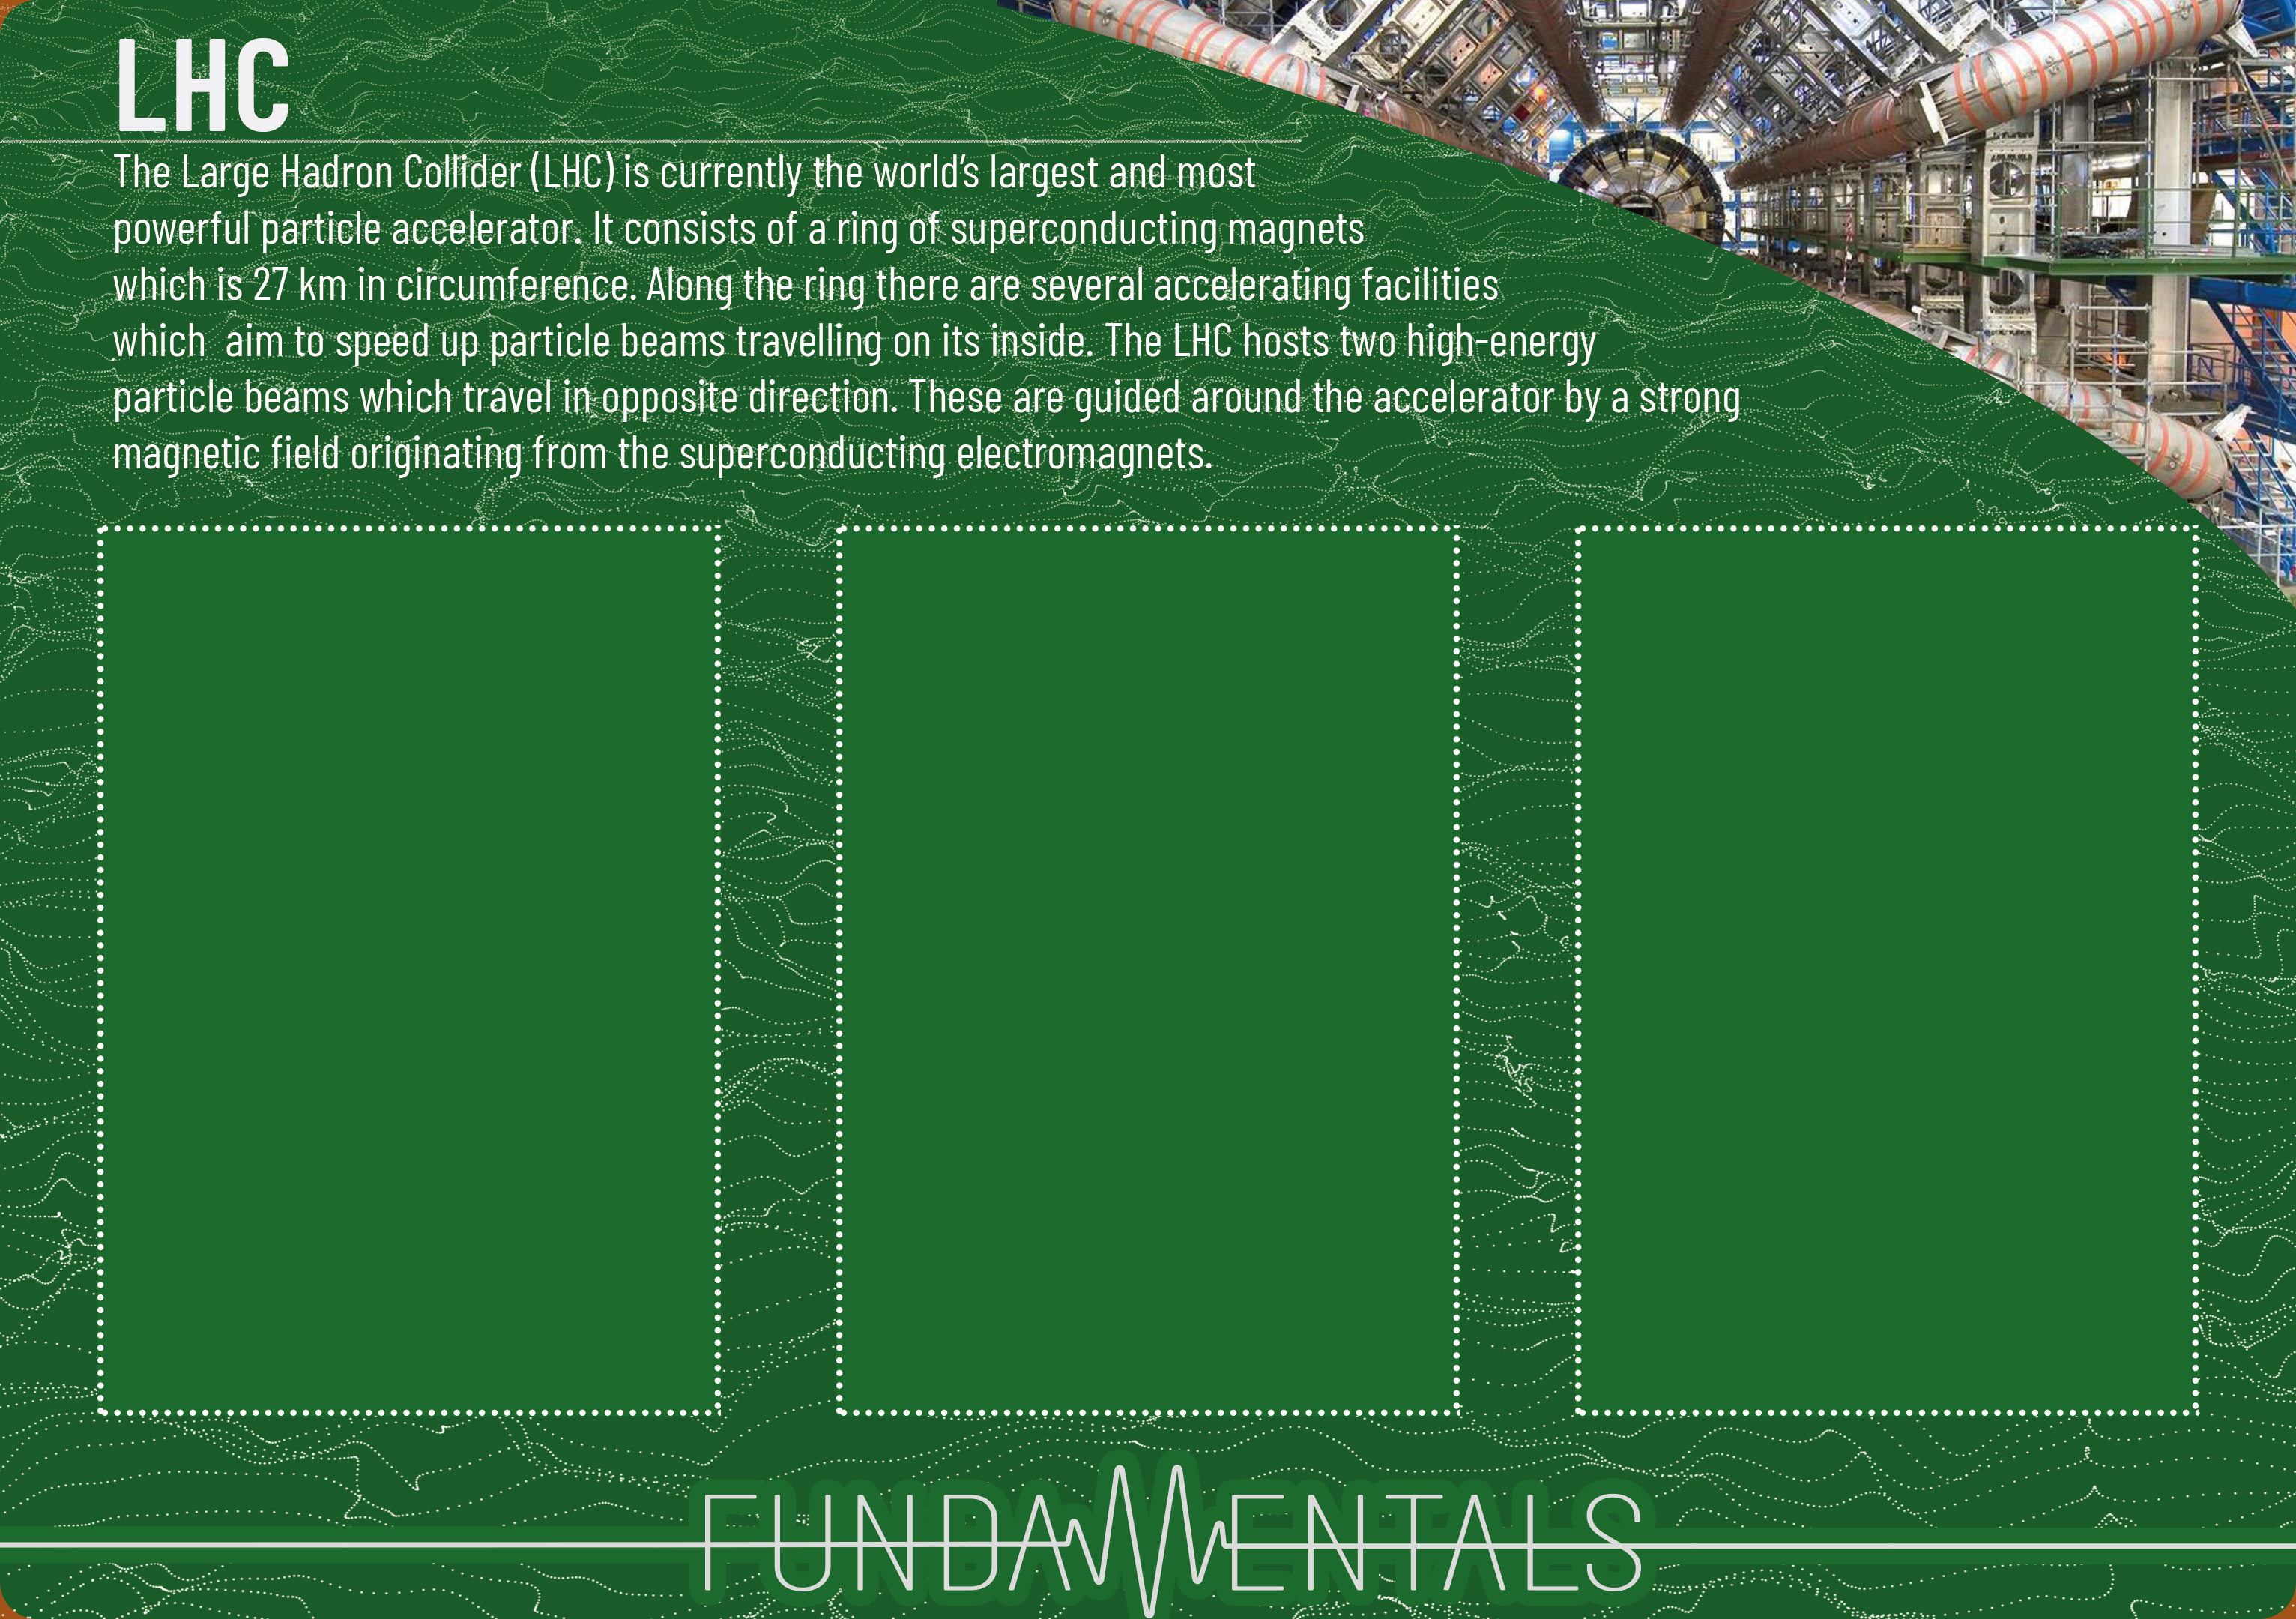 LHC
The Large Hadron Collider (LHC) is currently the world's largest and most
powerful particle accelerator. It consists of a ring of superconducting magnets
which is 27 km in circumference. Along the ring there are several accelerating facilities
which  aim to speed up particle beams travelling on its inside. The LHC hosts two high-energy
particle beams which travel in opposite direction. These are guided around the accelerator by a strong
magnetic field originating from the superconducting electromagnets.
FUNDAMENTALS